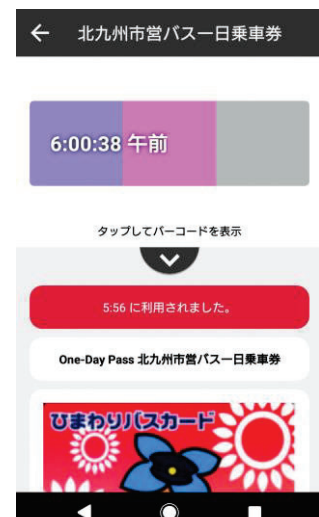 北九州市営バス一日乗車券
6:00:38 午前
タップしてバーコードを表示
5:56 に利用されました。
One-Day Pass 北九州市営バス一日乗車券
ひまわりバスカード